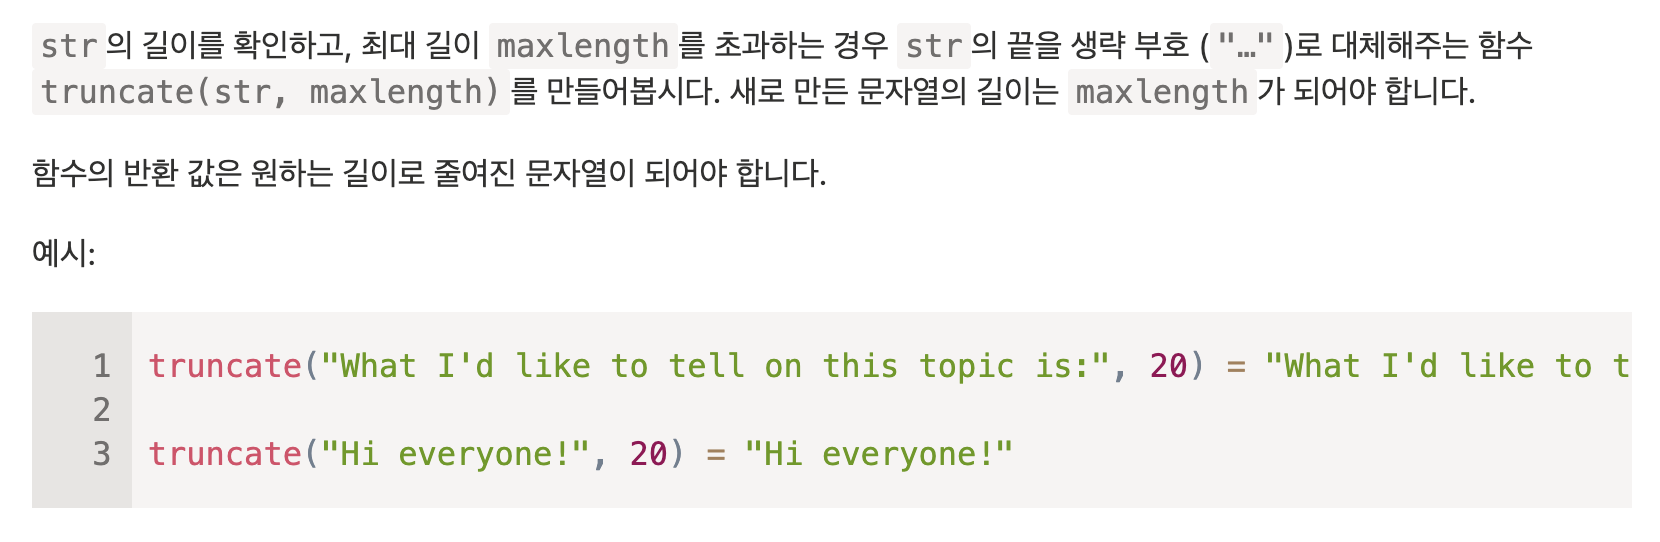 str의 길이를 확인하고, 최대 길이 maxlength를 초과하는 경우 str의 끝을 생략 부호 ("…")로 대체해주는 함수
truncate(str, maxlength)를 만들어봅시다. 새로 만든 문자열의 길이는 maxlength가 되어야 합니다.
함수의 반환 값은 원하는 길이로 줄여진 문자열이 되어야 합니다.
예시:
1 truncate("What I'd like to tell on this topic is:", 20) = "What I'd like to t
2
3 truncate("Hi everyone!", 20) = "Hi everyone!"